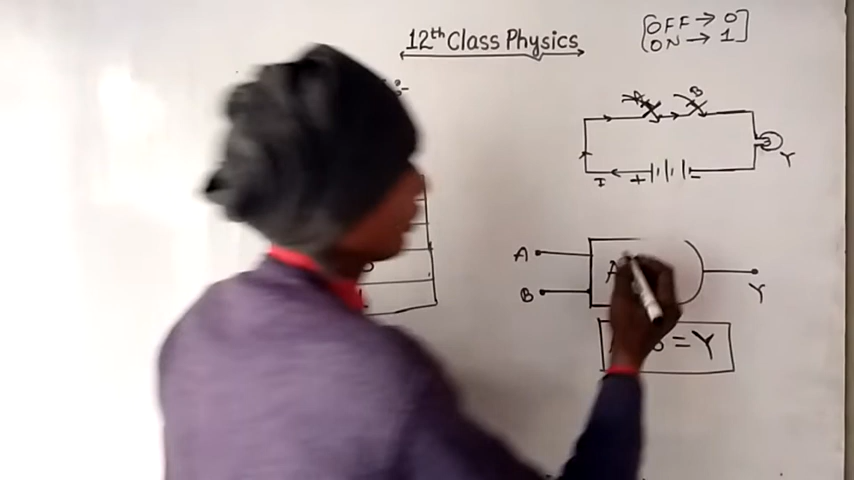 12th Class Physics
OFF → 0
ON → 1
A B
Y
I + -
A
A
B
Y
= Y